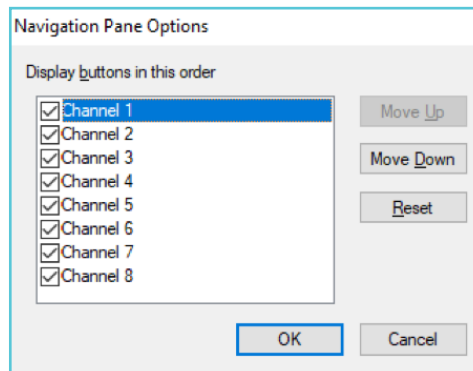 Navigation Pane Options
Display buttons in this order
Channel 1
Channel 2
Channel 3
Channel 4
Channel 5
Channel 6
Channel 7
Channel 8
Move Up
Move Down
Reset
OK
Cancel